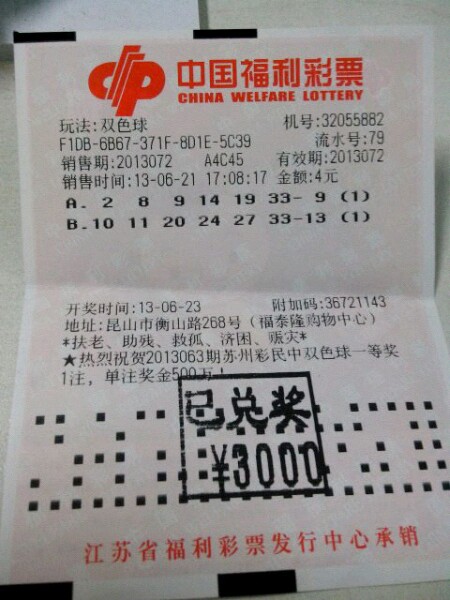 中国福利彩票
CHINA WELFARE LOTTERY
玩法:双色球 机号:32055882
F1DB-6B67-371F-8D1E-5C39 流水号:79
销售期:2013072 A4C45 有效期:2013072
销售时间:13-06-21 17:08:17 金额:4元
A. 2 8 9 14 19 33- 9 (1)
B.10 11 20 24 27 33-13 (1)
开奖时间:13-06-23 附加码:36721143
地址:昆山市衡山路268号（福泰隆购物中心）
*扶老、助残、救孤、济困、赈灾*
★热烈祝贺2013063期苏州彩民中双色球一等奖
1注，单注奖金500万！
已兑奖
¥3000
江苏省福利彩票发行中心承销